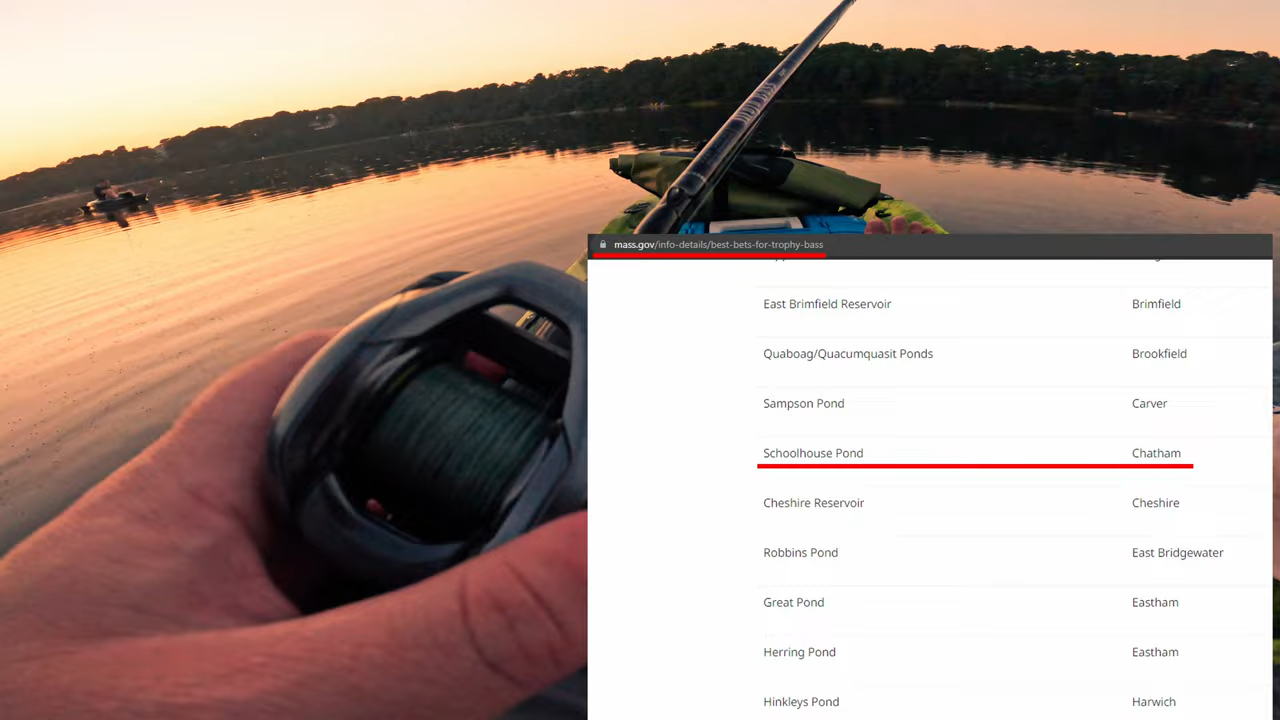 mass.gov/info-details/best-bets-for-trophy-bass
East Brimfield Reservoir Brimfield
Quaboag/Quacumquasit Ponds Brookfield
Sampson Pond Carver
Schoolhouse Pond Chatham
Cheshire Reservoir Cheshire
Robbins Pond East Bridgewater
Great Pond Eastham
Herring Pond Eastham
Hinkleys Pond Harwich